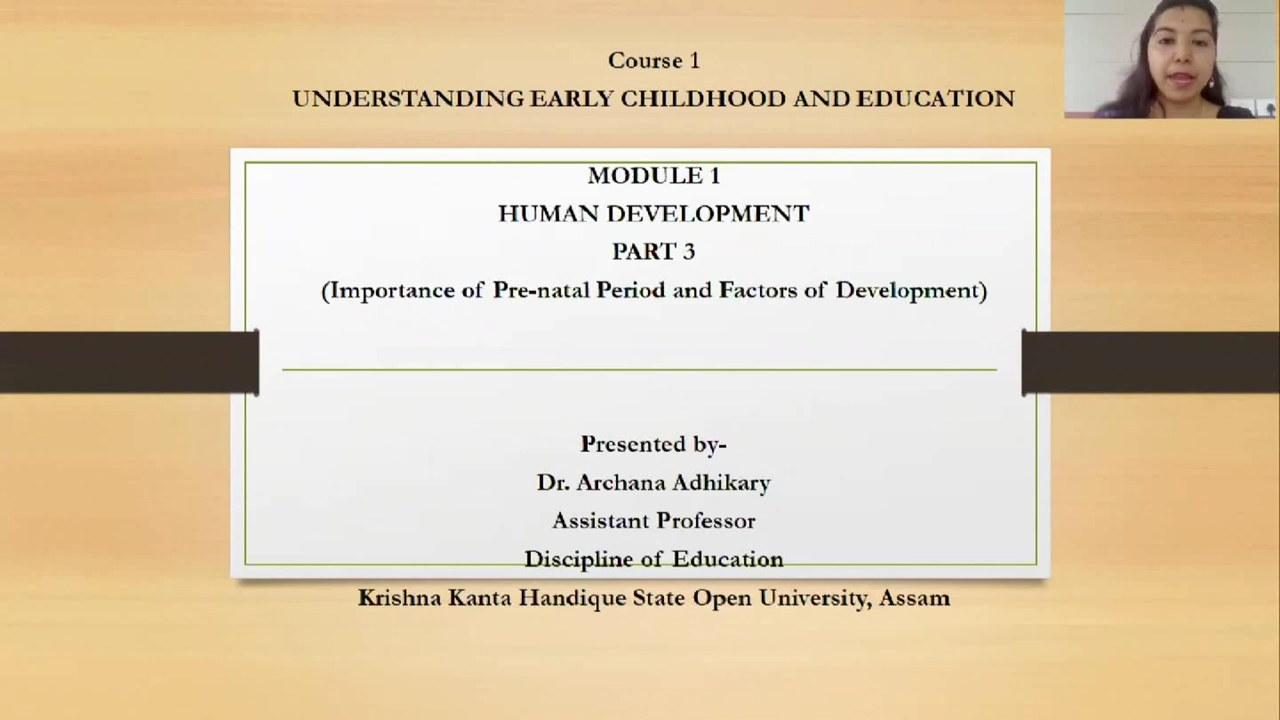 Course 1
UNDERSTANDING EARLY CHILDHOOD AND EDUCATION
MODULE 1
HUMAN DEVELOPMENT
PART 3
(Importance of Pre-natal Period and Factors of Development)
Presented by-
Dr. Archana Adhikary
Assistant Professor
Discipline of Education
Krishna Kanta Handique State Open University, Assam